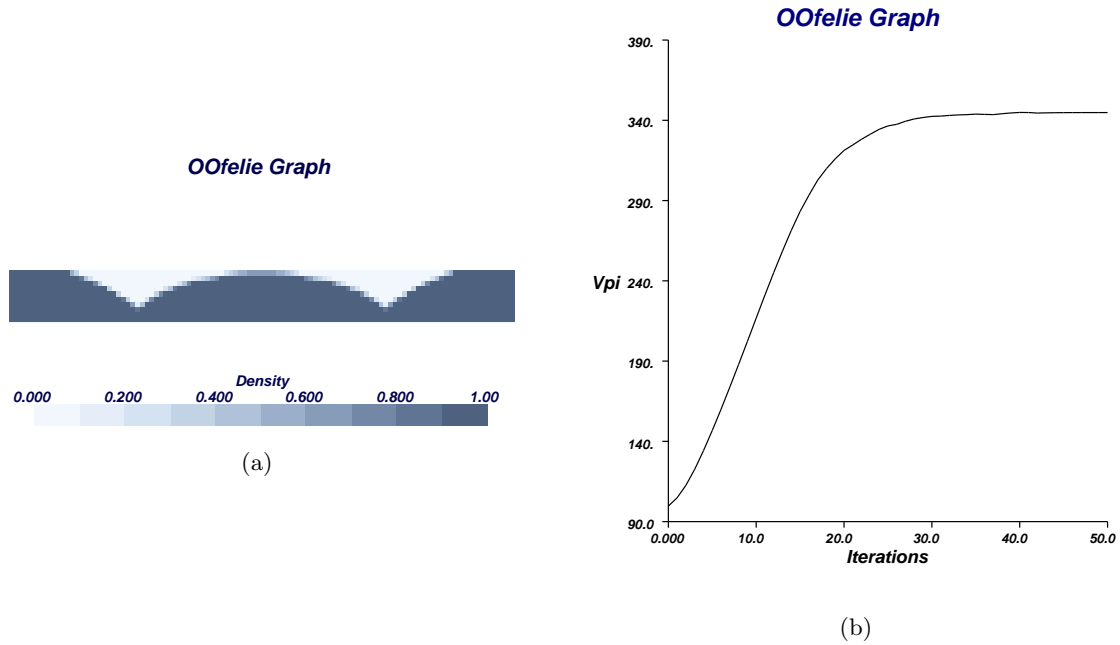 OOfelie Graph
Density
0.000 0.200 0.400 0.600 0.800 1.00
(a)
OOfelie Graph
390.
340.
290.
Vpi 240.
190.
140.
90.0
0.000 10.0 20.0 30.0 40.0 50.0
Iterations
(b)